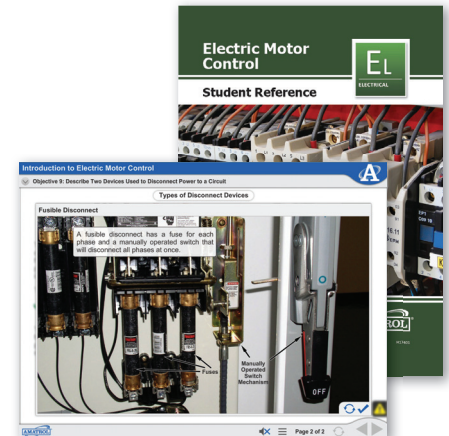 Electric Motor
Control
EL
ELECTRICAL
Student Reference
Introduction to Electric Motor Control
A
Objective 9: Describe Two Devices Used to Disconnect Power to a Circuit
Types of Disconnect Devices
Fusible Disconnect
A fusible disconnect has a fuse for each
phase and a manually operated switch that
will disconnect all phases at once.
Fuses
Manually
Operated
Switch
Mechanism
OFF
AMATROL
Page 2 of 2